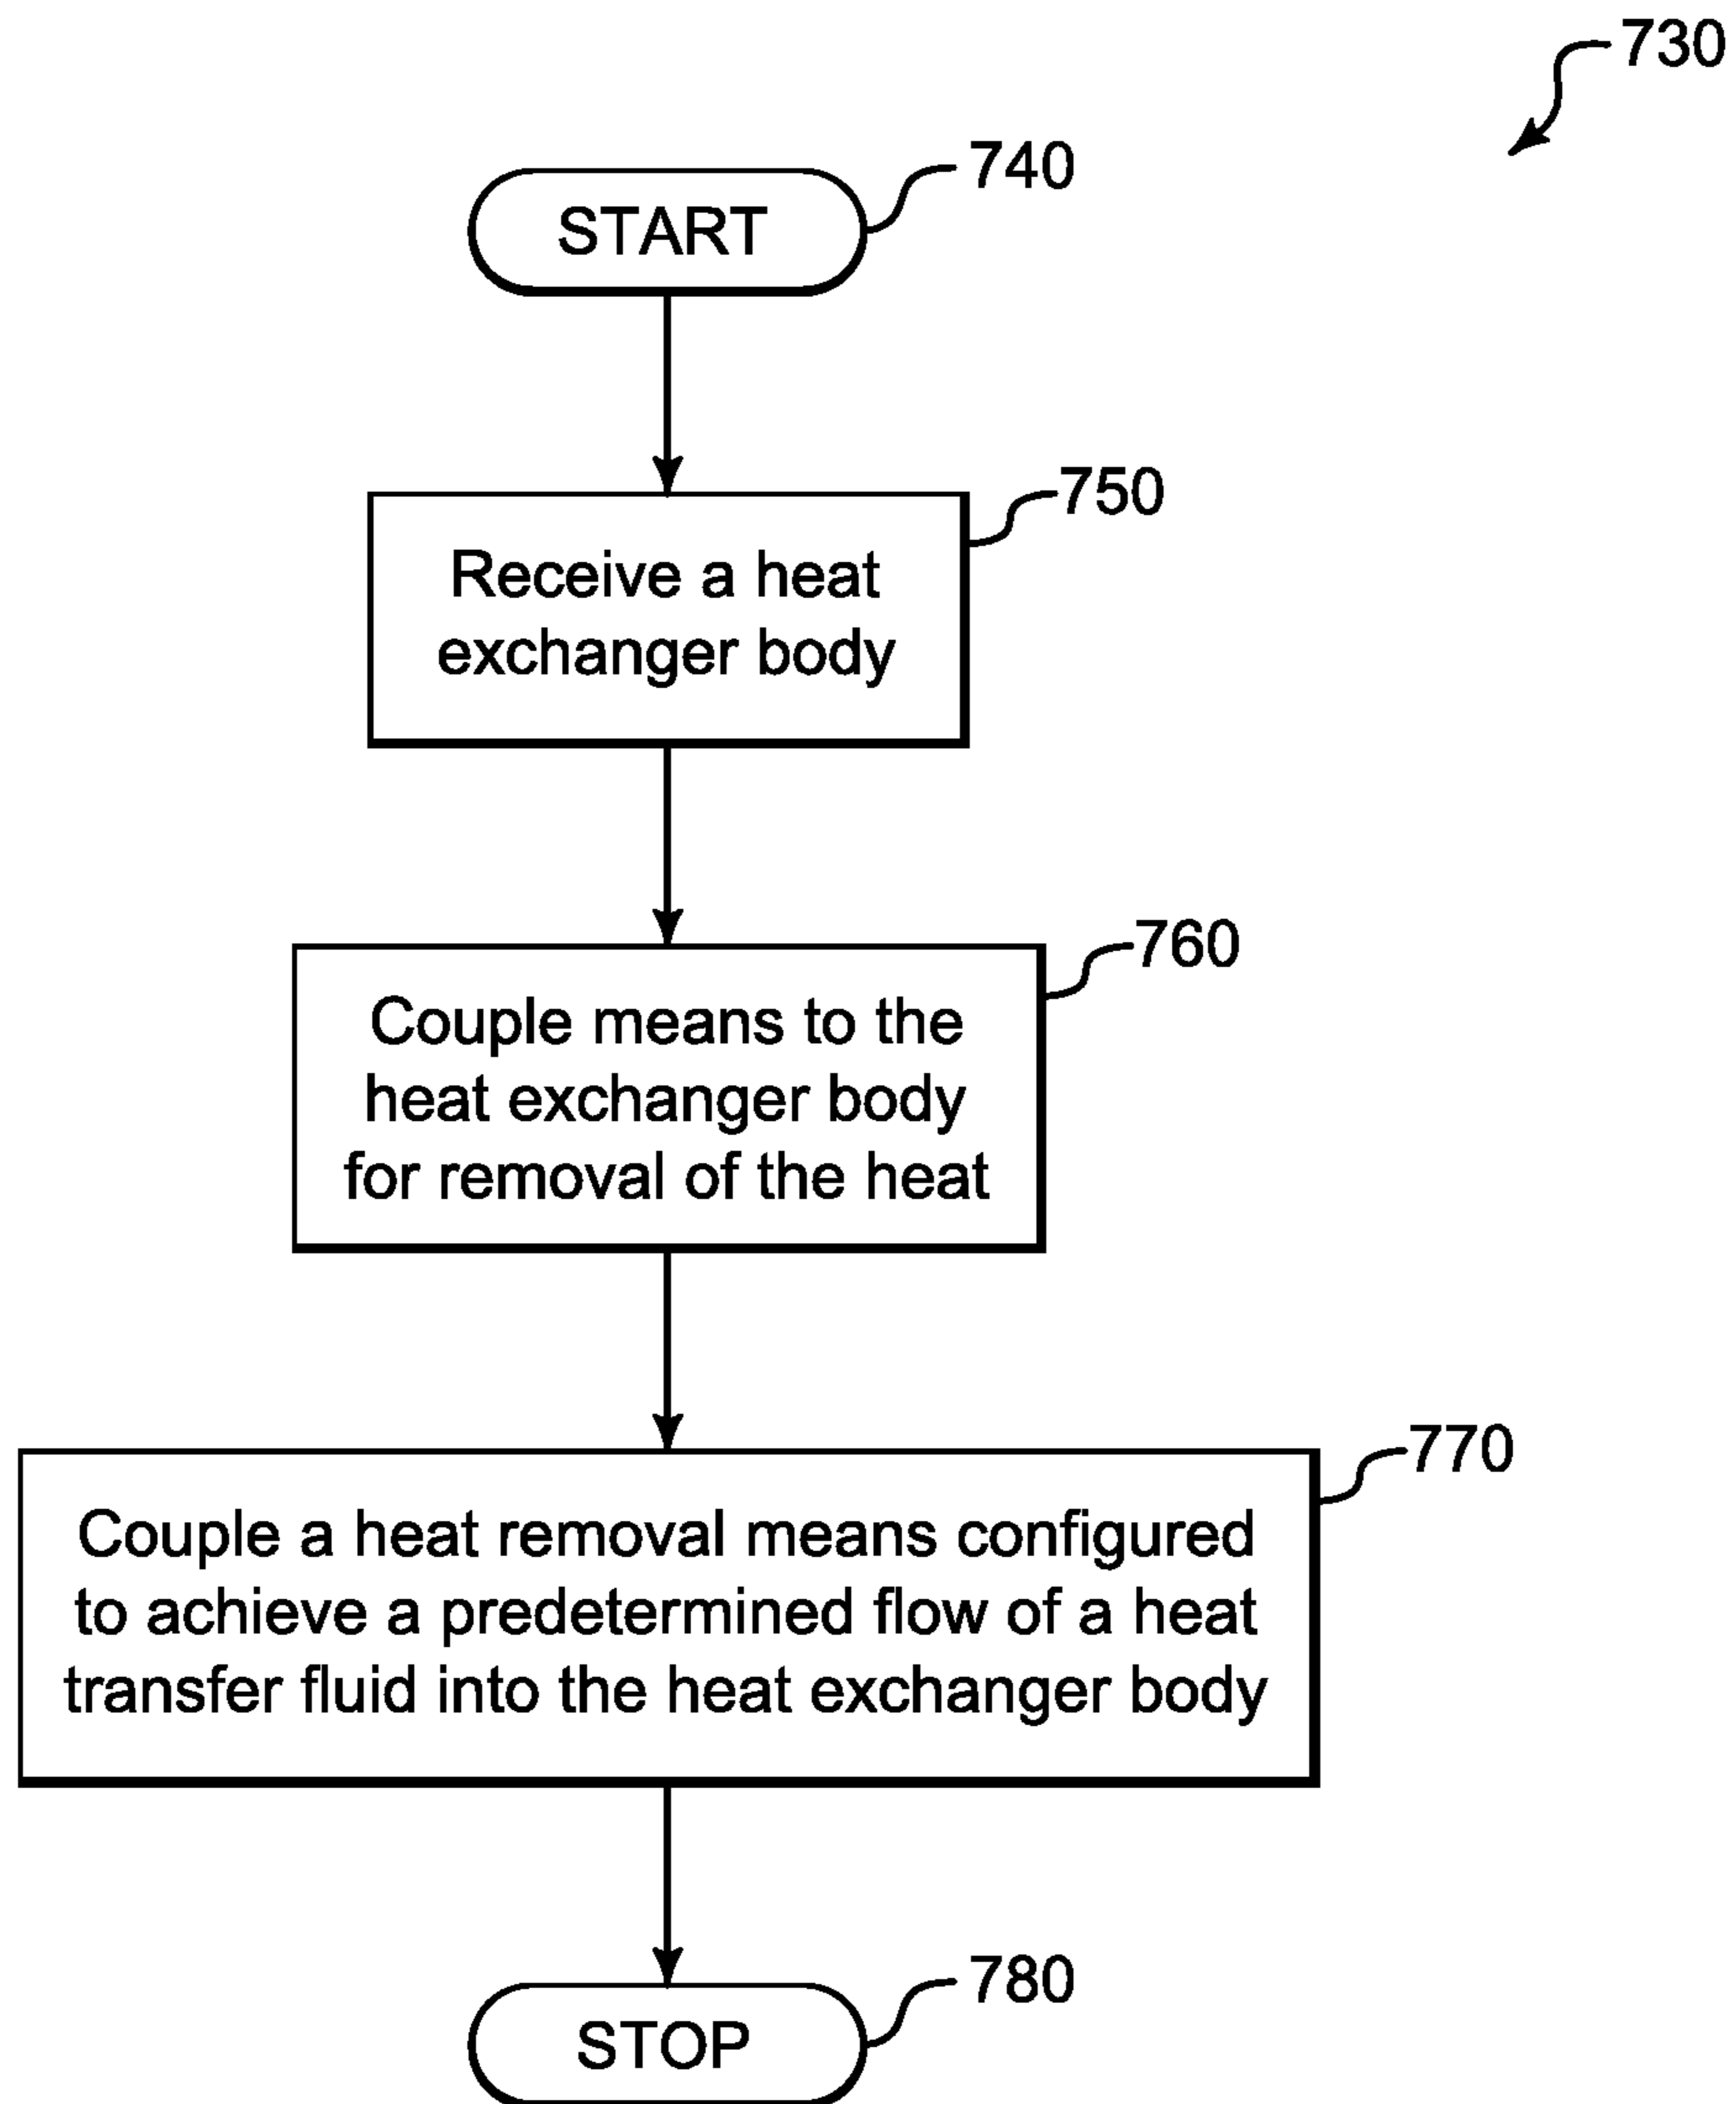 730
740
START
750
Receive a heat
exchanger body
760
Couple means to the
heat exchanger body
for removal of the heat
770
Couple a heat removal means configured
to achieve a predetermined flow of a heat
transfer fluid into the heat exchanger body
780
STOP